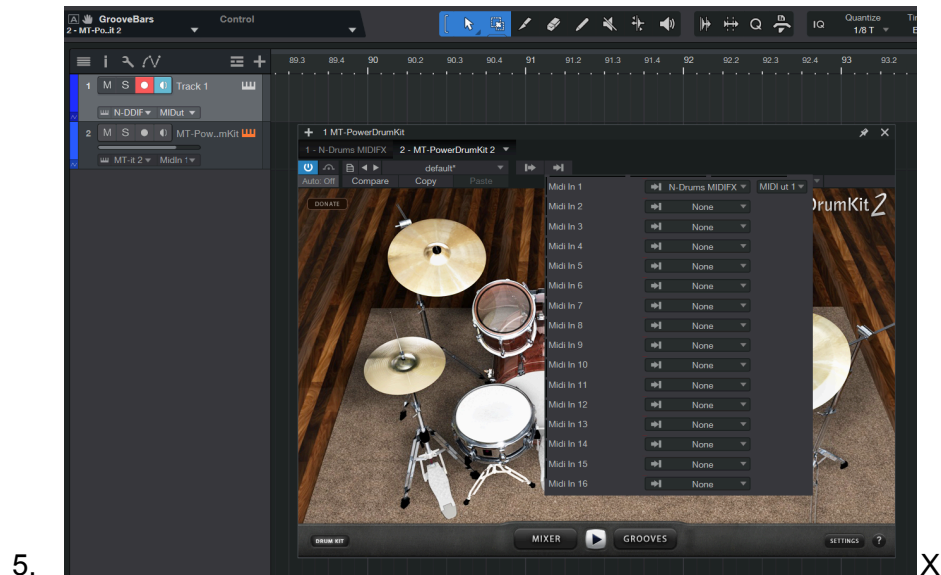 A GrooveBars Control
2 - MT-Po..it 2
IQ Quantize Tir
1/8 T E
89.3 89.4 90 90.2 90.3 90.4 91 91.2 91.3 91.4 92 92.2 92.3 92.4 93 93.2
1 M S Track 1
N-DDIF MIDut
2 M S MT-Pow..mKit
MT-it 2 MidIn 1
1 MT-PowerDrumKit
1 - N-Drums MIDIFX 2 - MT-PowerDrumKit 2
default*
Auto: Off Compare Copy Paste
DONATE
DrumKit 2
Midi In 1 N-Drums MIDIFX MIDI ut 1
Midi In 2 None
Midi In 3 None
Midi In 4 None
Midi In 5 None
Midi In 6 None
Midi In 7 None
Midi In 8 None
Midi In 9 None
Midi In 10 None
Midi In 11 None
Midi In 12 None
Midi In 13 None
Midi In 14 None
Midi In 15 None
Midi In 16 None
DRUM KIT MIXER GROOVES SETTINGS ?
5. X